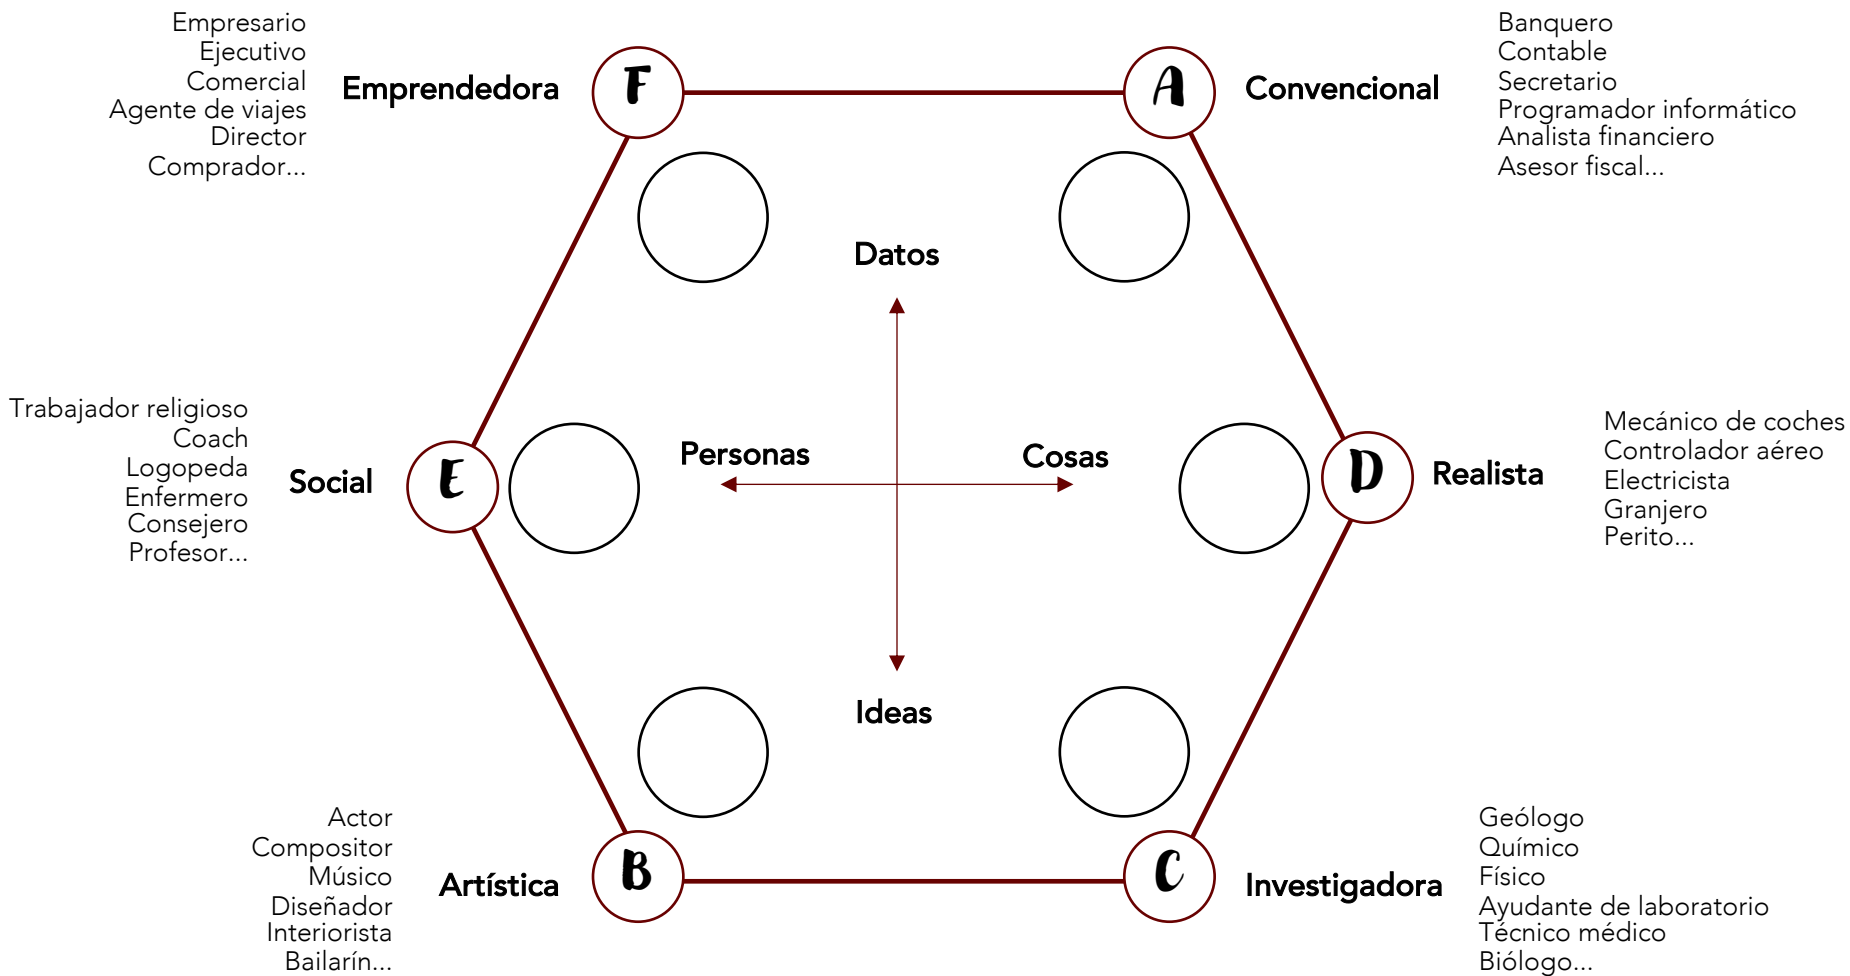 Empresario
Ejecutivo
Comercial
Agente de viajes
Director
Comprador...
Emprendedora
F
A
Convencional
Banquero
Contable
Secretario
Programador informático
Analista financiero
Asesor fiscal...
Datos
Personas
Cosas
Ideas
Trabajador religioso
Coach
Logopeda
Enfermero
Consejero
Profesor...
Social
E
D
Realista
Mecánico de coches
Controlador aéreo
Electricista
Granjero
Perito...
Actor
Compositor
Músico
Diseñador
Interiorista
Bailarín...
Artística
B
C
Investigadora
Geólogo
Químico
Físico
Ayudante de laboratorio
Técnico médico
Biólogo...